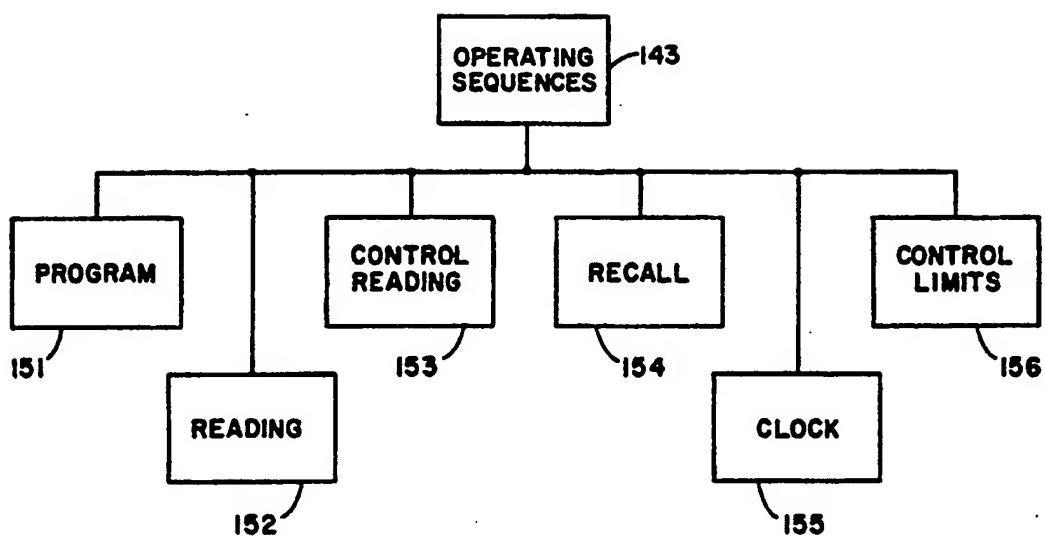 OPERATING
SEQUENCES
143
PROGRAM
151
CONTROL
READING
153
RECALL
154
CONTROL
LIMITS
156
READING
152
CLOCK
155